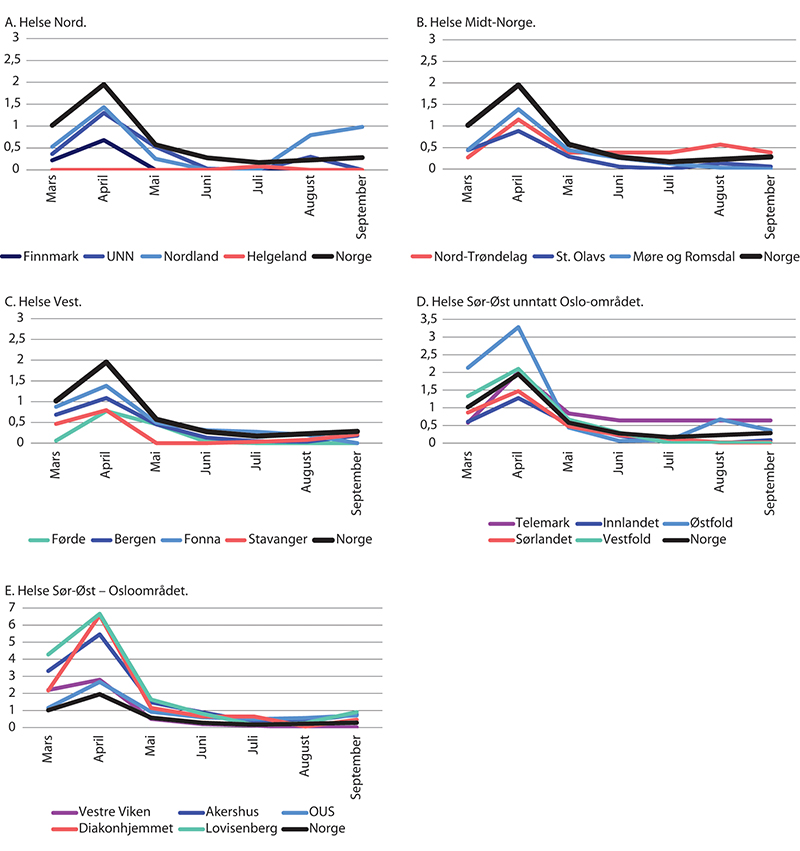 A. Helse Nord.
3
2,5
2
1,5
1
0,5
0
Mars
April
Mai
Juni
Juli
August
September
Finnmark UNN Nordland Helgeland Norge
B. Helse Midt-Norge.
3
2,5
2
1,5
1
0,5
0
Mars
April
Mai
Juni
Juli
August
September
Nord-Trøndelag St. Olavs Møre og Romsdal Norge
C. Helse Vest.
3
2,5
2
1,5
1
0,5
0
Mars
April
Mai
Juni
Juli
August
September
Førde Bergen Fonna Stavanger Norge
D. Helse Sør-Øst unntatt Oslo-området.
3,5
3
2,5
2
1,5
1
0,5
0
Mars
April
Mai
Juni
Juli
August
September
Telemark Innlandet Østfold
Sørlandet Vestfold Norge
E. Helse Sør-Øst – Osloområdet.
7
6
5
4
3
2
1
0
Mars
April
Mai
Juni
Juli
August
September
Vestre Viken Akershus OUS
Diakonhjemmet Lovisenberg Norge